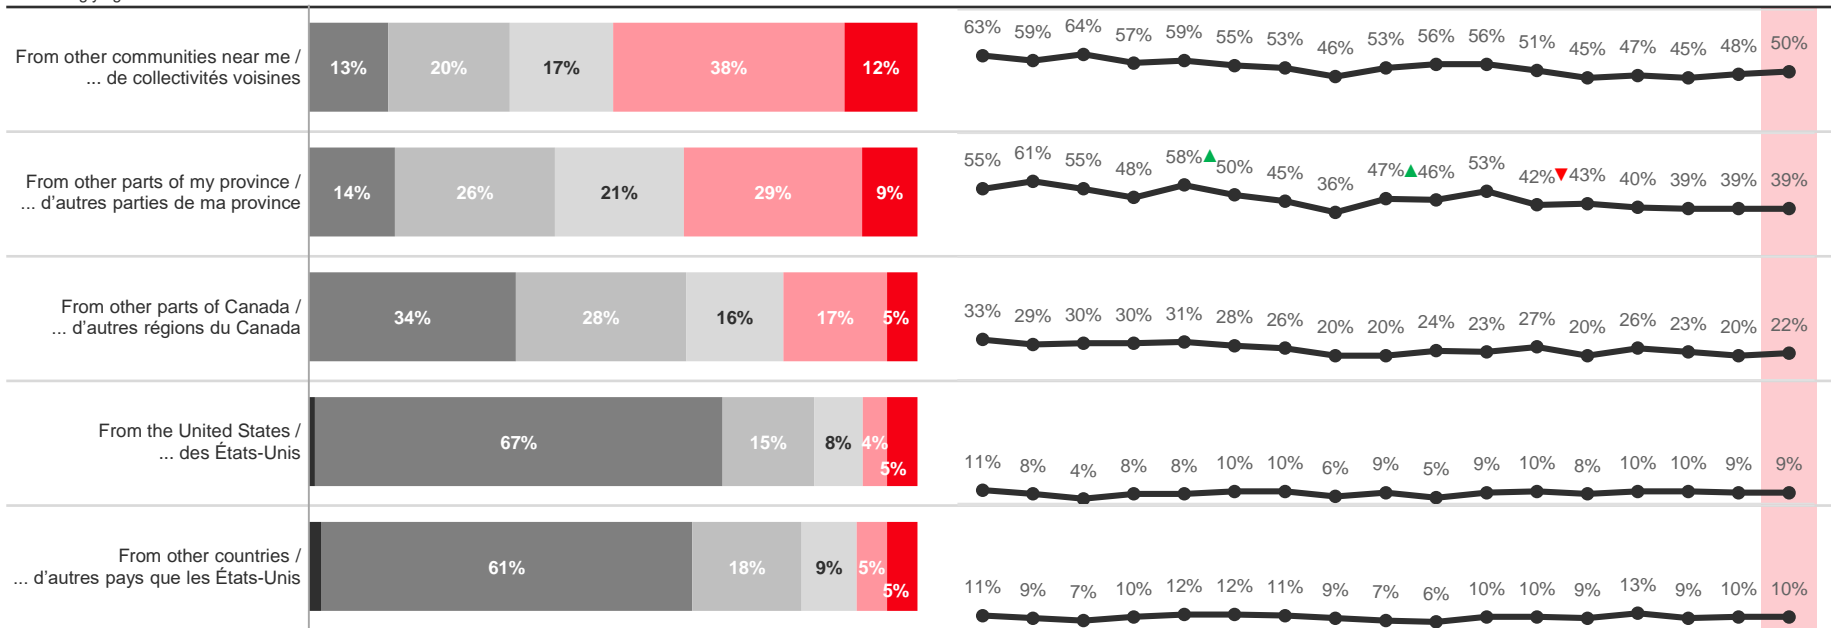 From other communities near me /
... de collectivités voisines
13% 20% 17% 38% 12%
63% 59% 64% 57% 59% 55% 53% 46% 53% 56% 56% 51% 45% 47% 45% 48% 50%
From other parts of my province /
... d'autres parties de ma province
14% 26% 21% 29% 9%
55% 61% 55% 48% 58% 50% 45% 36% 47% 46% 53% 42% 43% 40% 39% 39% 39%
From other parts of Canada /
... d'autres régions du Canada
34% 28% 16% 17% 5%
33% 29% 30% 30% 31% 28% 26% 20% 20% 24% 23% 27% 20% 26% 23% 20% 22%
From the United States /
... des États-Unis
67% 15% 8% 4% 5%
11% 8% 4% 8% 8% 10% 10% 6% 9% 5% 9% 10% 8% 10% 10% 9% 9%
From other countries /
... d'autres pays que les États-Unis
61% 18% 9% 5% 5%
11% 9% 7% 10% 12% 12% 11% 9% 7% 6% 10% 10% 9% 13% 9% 10% 10%